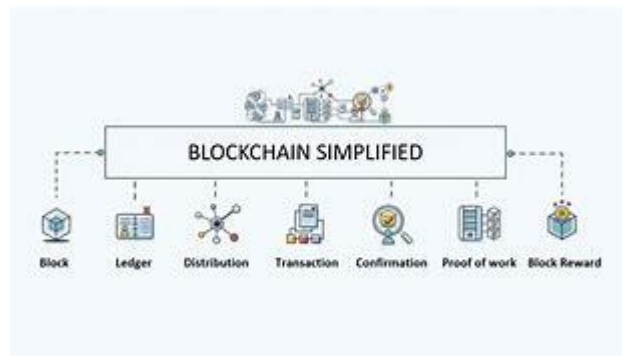 BLOCKCHAIN SIMPLIFIED
Block Ledger Distribution Transaction Confirmation Proof of work Block Reward